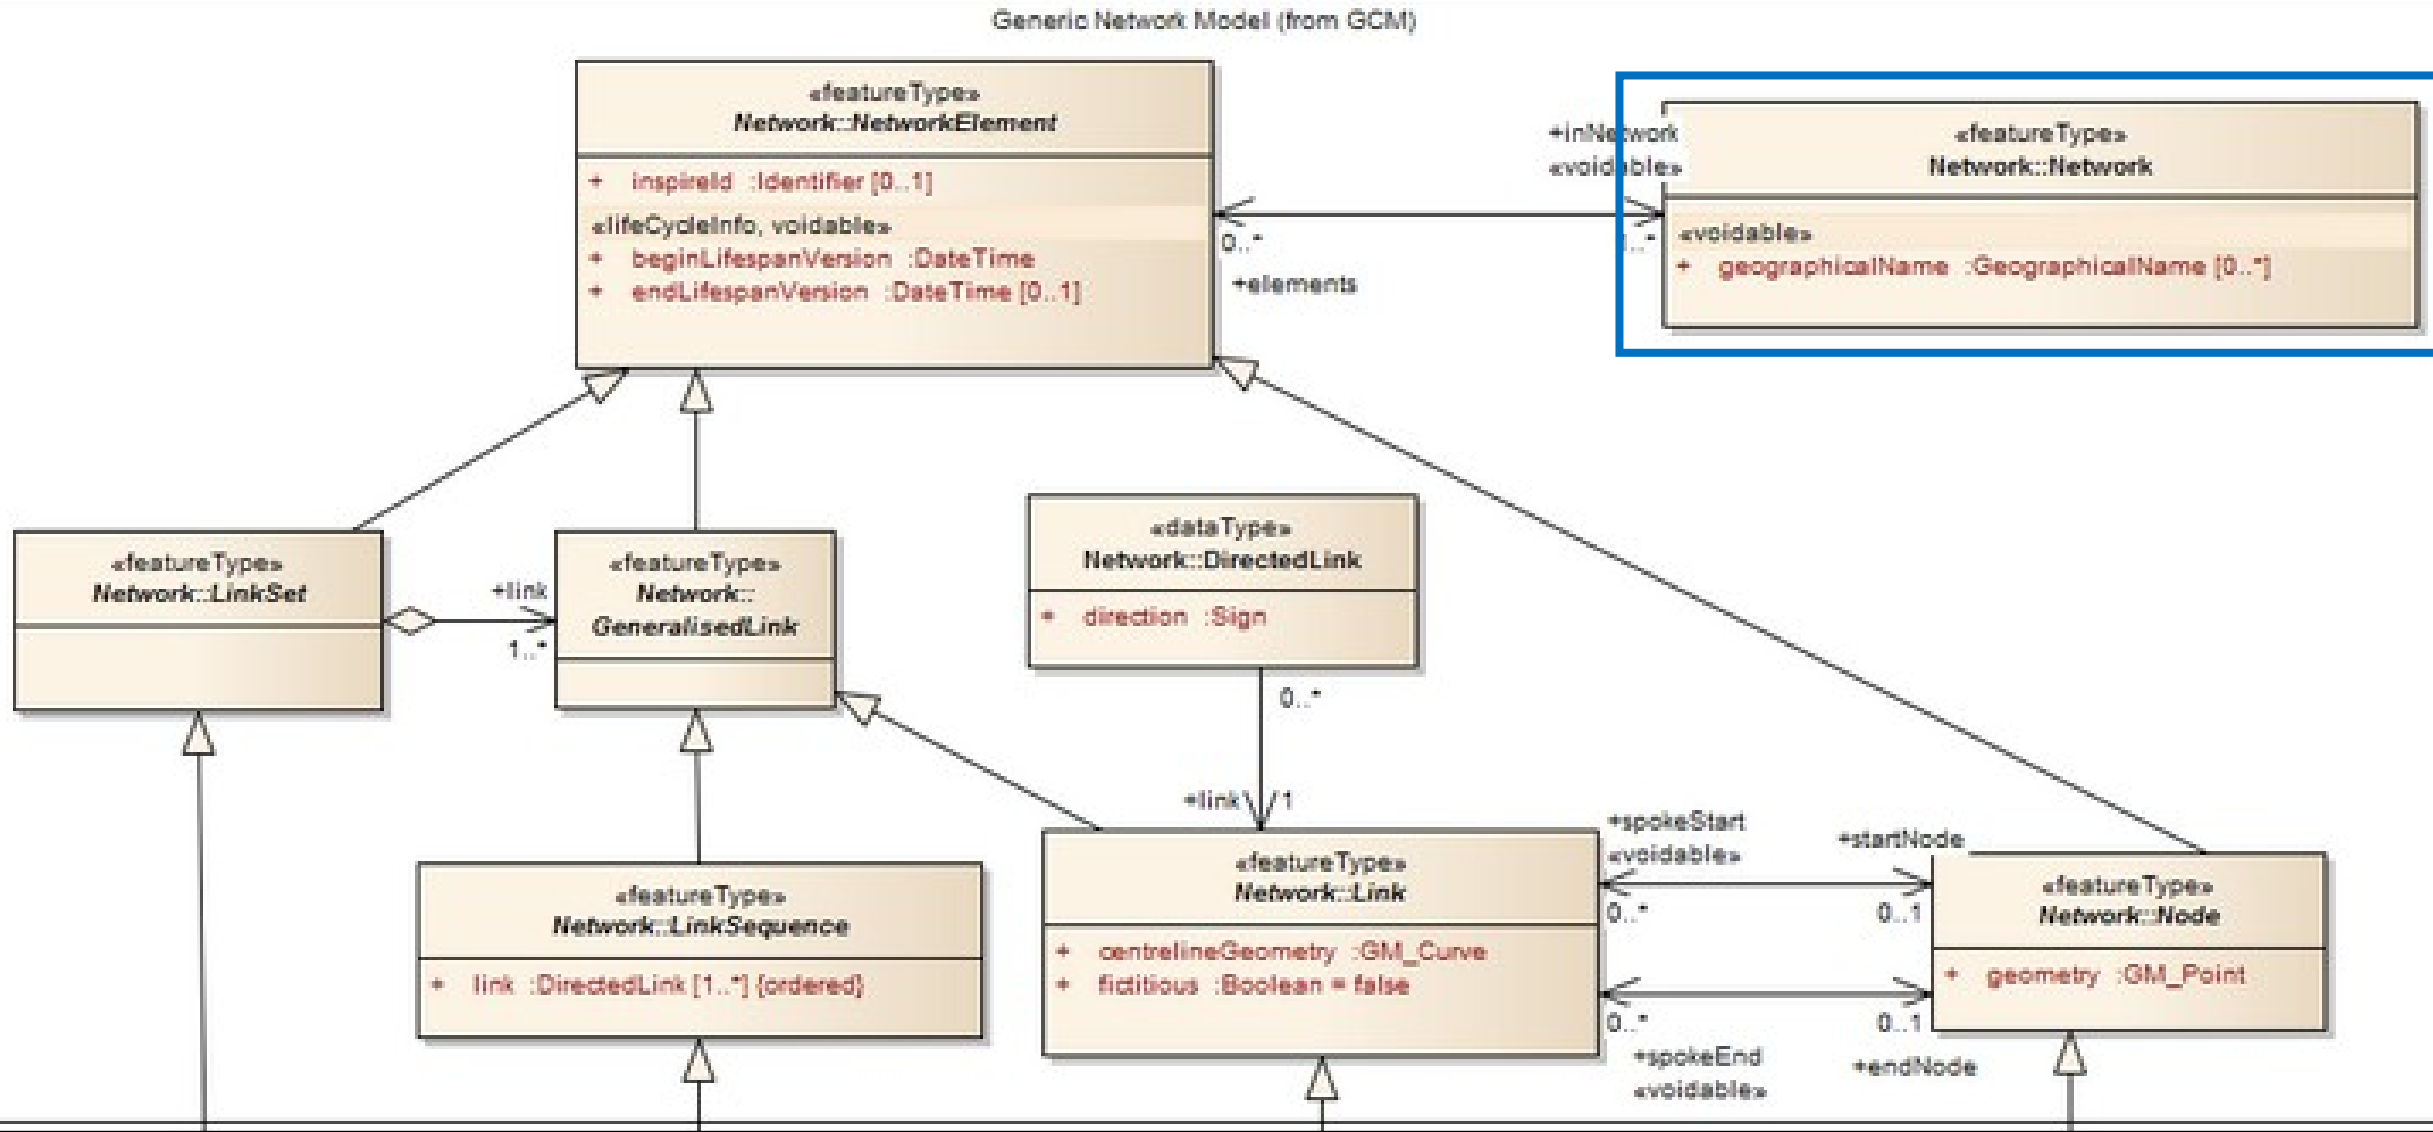 Generic Network Model (from GCM)
«featureType»
Network::NetworkElement
+ inspireId :Identifier [0..1]
«lifeCycleInfo, voidable»
+ beginLifespanVersion :DateTime
+ endLifespanVersion :DateTime [0..1]
+inNetwork
«voidable»
1..*
0..*
+elements
«featureType»
Network::Network
«voidable»
+ geographicalName :GeographicalName [0..*]
«featureType»
Network::LinkSet
+link
1..*
«featureType»
Network::
GeneralisedLink
«dataType»
Network::DirectedLink
+ direction :Sign
0..*
+link
1
«featureType»
Network::LinkSequence
+ link :DirectedLink [1..*] {ordered}
«featureType»
Network::Link
+ centrelineGeometry :GM_Curve
+ fictitious :Boolean = false
+spokeStart
«voidable»
0..*
+startNode
0..1
0..*
+spokeEnd
«voidable»
0..1
+endNode
«featureType»
Network::Node
+ geometry :GM_Point